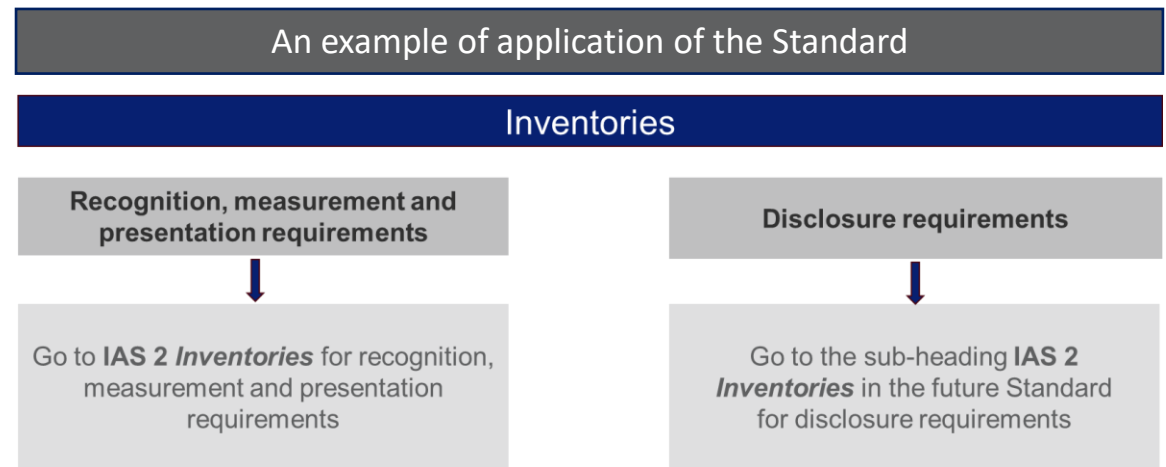 An example of application of the Standard
Inventories
Recognition, measurement and
presentation requirements
Disclosure requirements
Go to IAS 2 Inventories for recognition,
measurement and presentation
requirements
Go to the sub-heading IAS 2
Inventories in the future Standard
for disclosure requirements